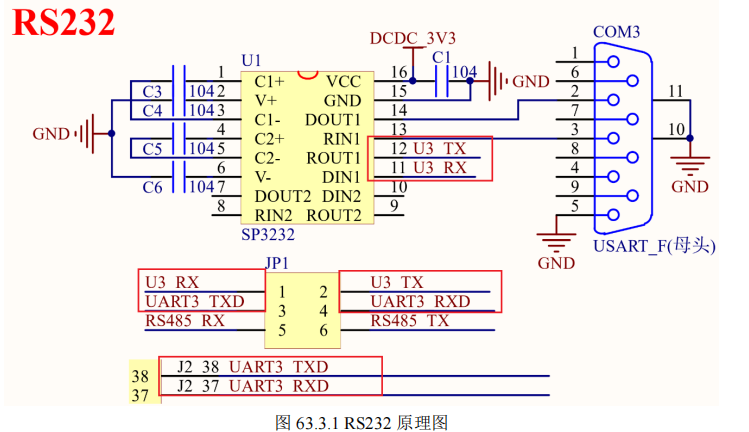 RS232
DCDC_3V3
COM3
U1
C1
104
GND
1 C1+ VCC 16
2 V+ GND 15
3 C1- DOUT1 14
4 C2+ RIN1 13
5 C2- ROUT1 12 U3_TX
6 V- DIN1 11 U3_RX
7 DOUT2 DIN2 10
8 RIN2 ROUT2 9
SP3232
C3 104
C4 104
C5 104
C6 104
GND
1
6
2
7
3
8
4
9
5
11
10
GND
GND
USART_F(母头)
JP1
U3_RX 1 2 U3_TX
UART3_TXD 3 4 UART3_RXD
RS485_RX 5 6 RS485_TX
38 J2_38 UART3_TXD
37 J2_37 UART3_RXD
图 63.3.1 RS232 原理图